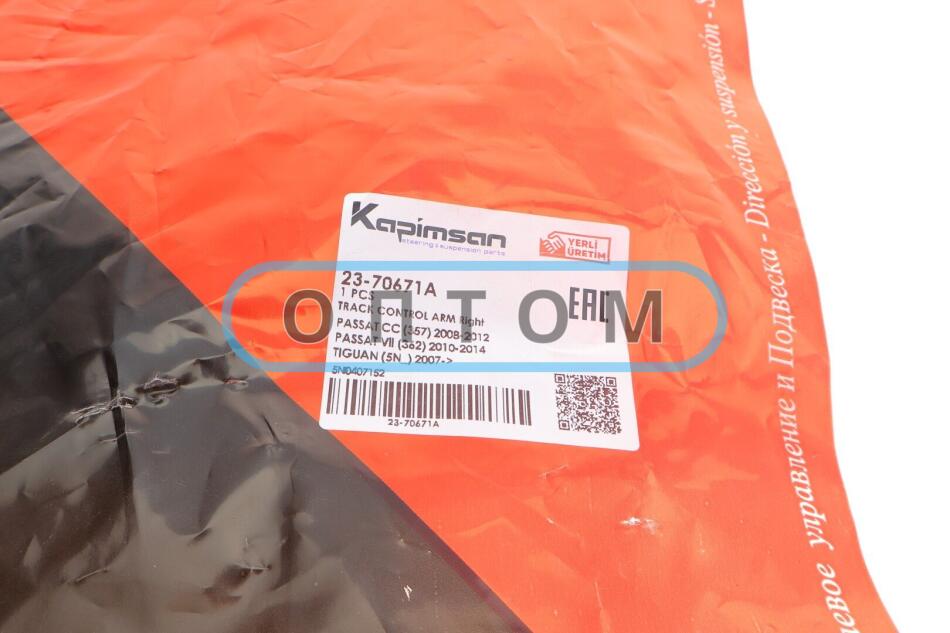 Kapimsan
steering & suspension parts
YERLİ
ÜRETİM
23-70671A
1 PCS
TRACK CONTROL ARM Right
PASSAT CC (357) 2008-2012
PASSAT VII (362) 2010-2014
TIGUAN (5N_) 2007->
5N0407152
23-70671A
EAC
ОПТОМ
управление и Подвеска - Dirección y suspensión - S